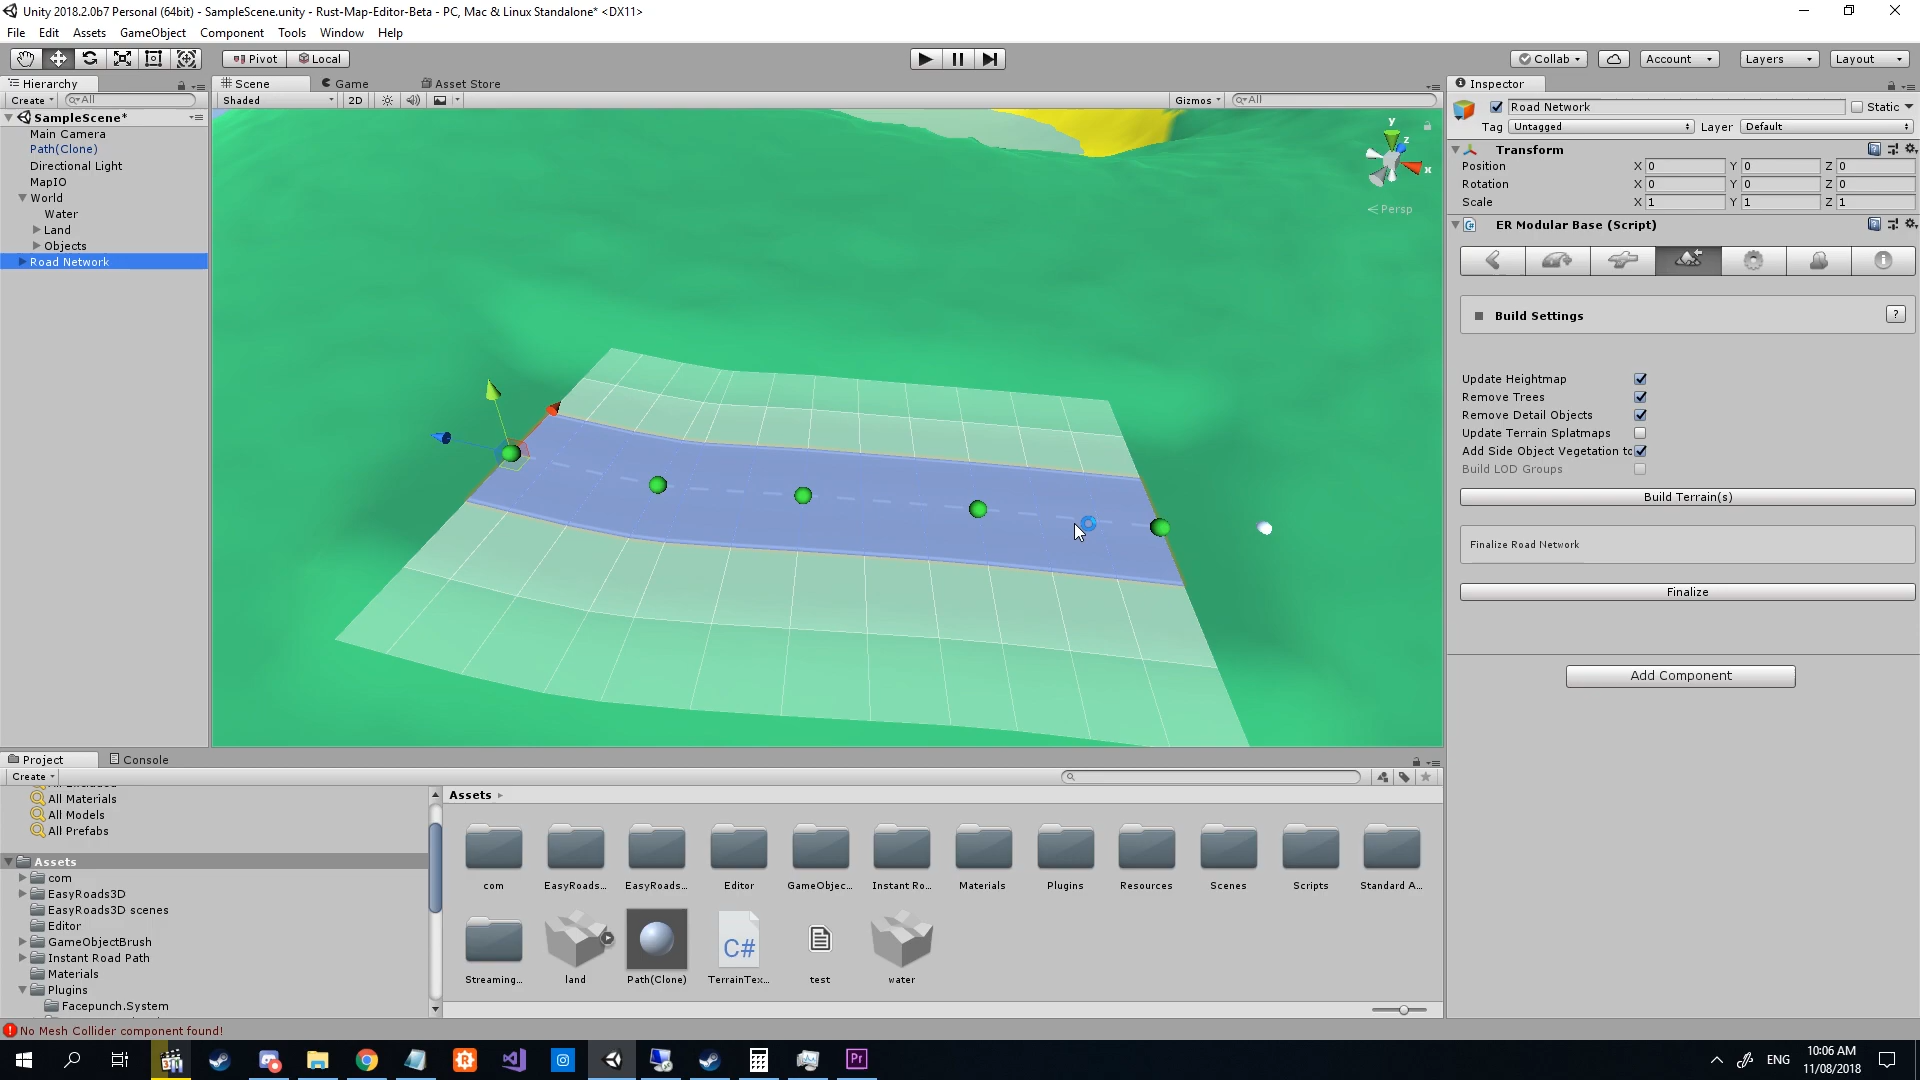 Unity 2018.2.0b7 Personal (64bit) - SampleScene.unity - Rust-Map-Editor-Beta - PC, Mac & Linux Standalone* <DX11>
File Edit Assets GameObject Component Tools Window Help
Pivot Local
Collab Account Layers Layout
Hierarchy
Create All
SampleScene*
Main Camera
Path(Clone)
Directional Light
MapIO
World
Water
Land
Objects
Road Network
Scene Game Asset Store
Shaded 2D Gizmos All
y
z
x
Persp
Inspector
Road Network Static
Tag Untagged Layer Default
Transform
Position X 0 Y 0 Z 0
Rotation X 0 Y 0 Z 0
Scale X 1 Y 1 Z 1
ER Modular Base (Script)
Build Settings ?
Update Heightmap
Remove Trees
Remove Detail Objects
Update Terrain Splatmaps
Add Side Object Vegetation to
Build LOD Groups
Build Terrain(s)
Finalize Road Network
Finalize
Add Component
Project Console
Create
All Materials
All Models
All Prefabs
Assets
com
EasyRoads3D
EasyRoads3D scenes
Editor
GameObjectBrush
Instant Road Path
Materials
Plugins
Facepunch.System
Assets
com EasyRoads... EasyRoads... Editor GameObjec... Instant Ro... Materials Plugins Resources Scenes Scripts Standard A...
C#
Streaming... land Path(Clone) TerrainTex... test water
No Mesh Collider component found!
Pr
ENG
10:06 AM
11/08/2018